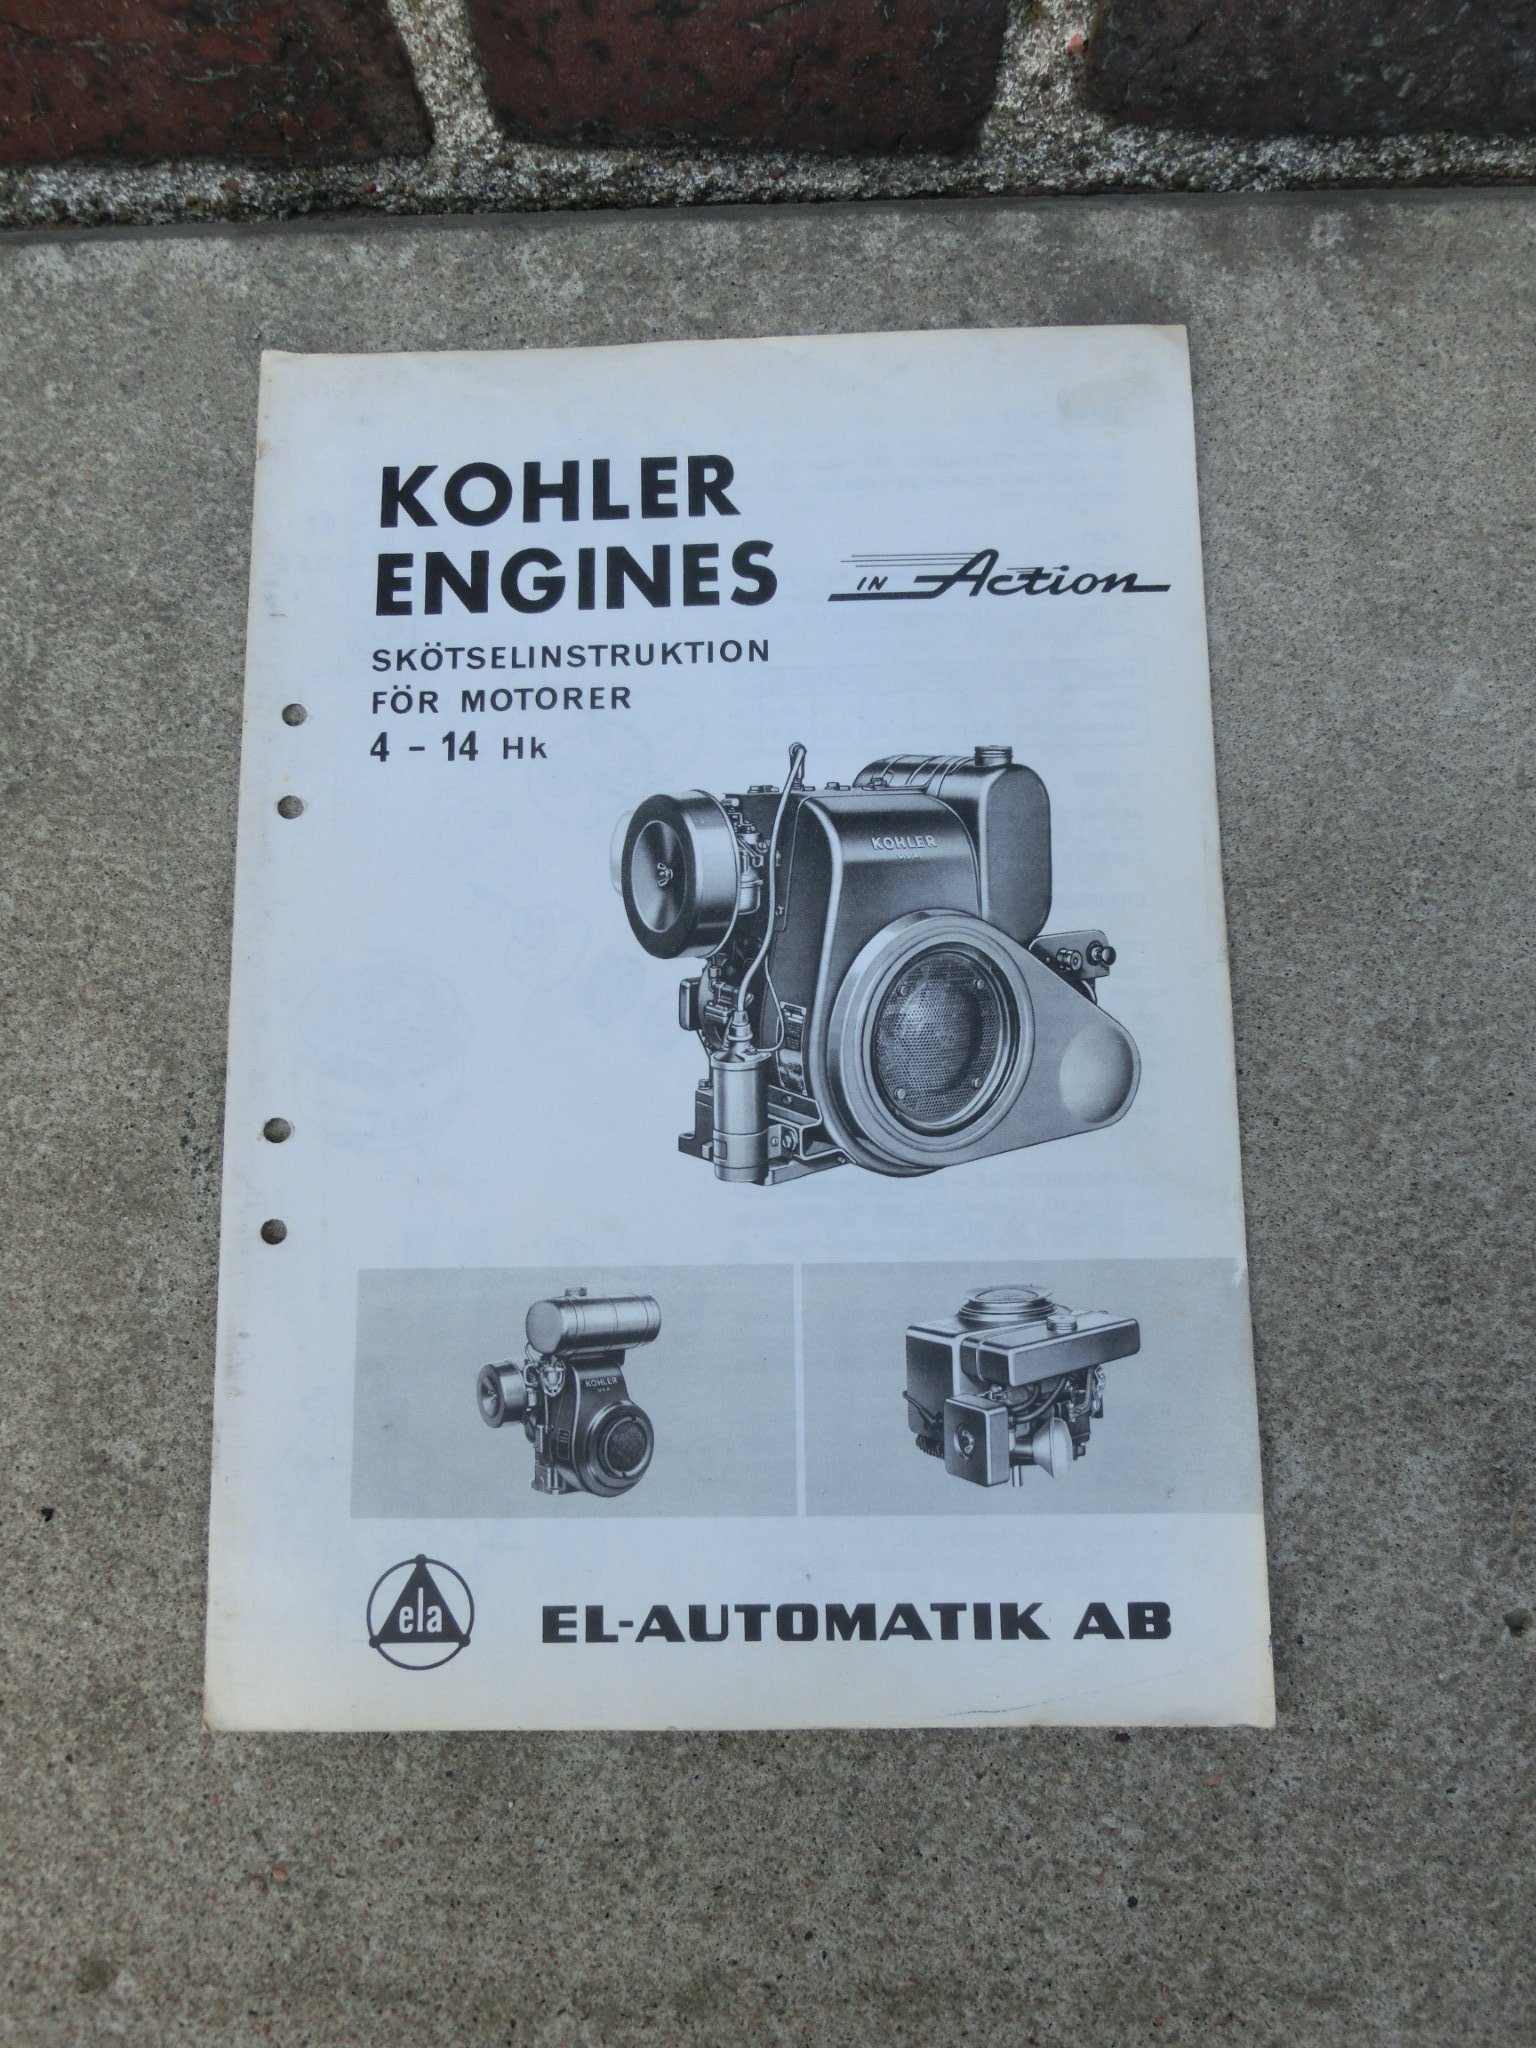 KOHLER
ENGINES
IN Action
SKÖTSELINSTRUKTION
FÖR MOTORER
4 - 14 Hk
KOHLER
U.S.A.
KOHLER
U.S.A.
ela
EL-AUTOMATIK AB